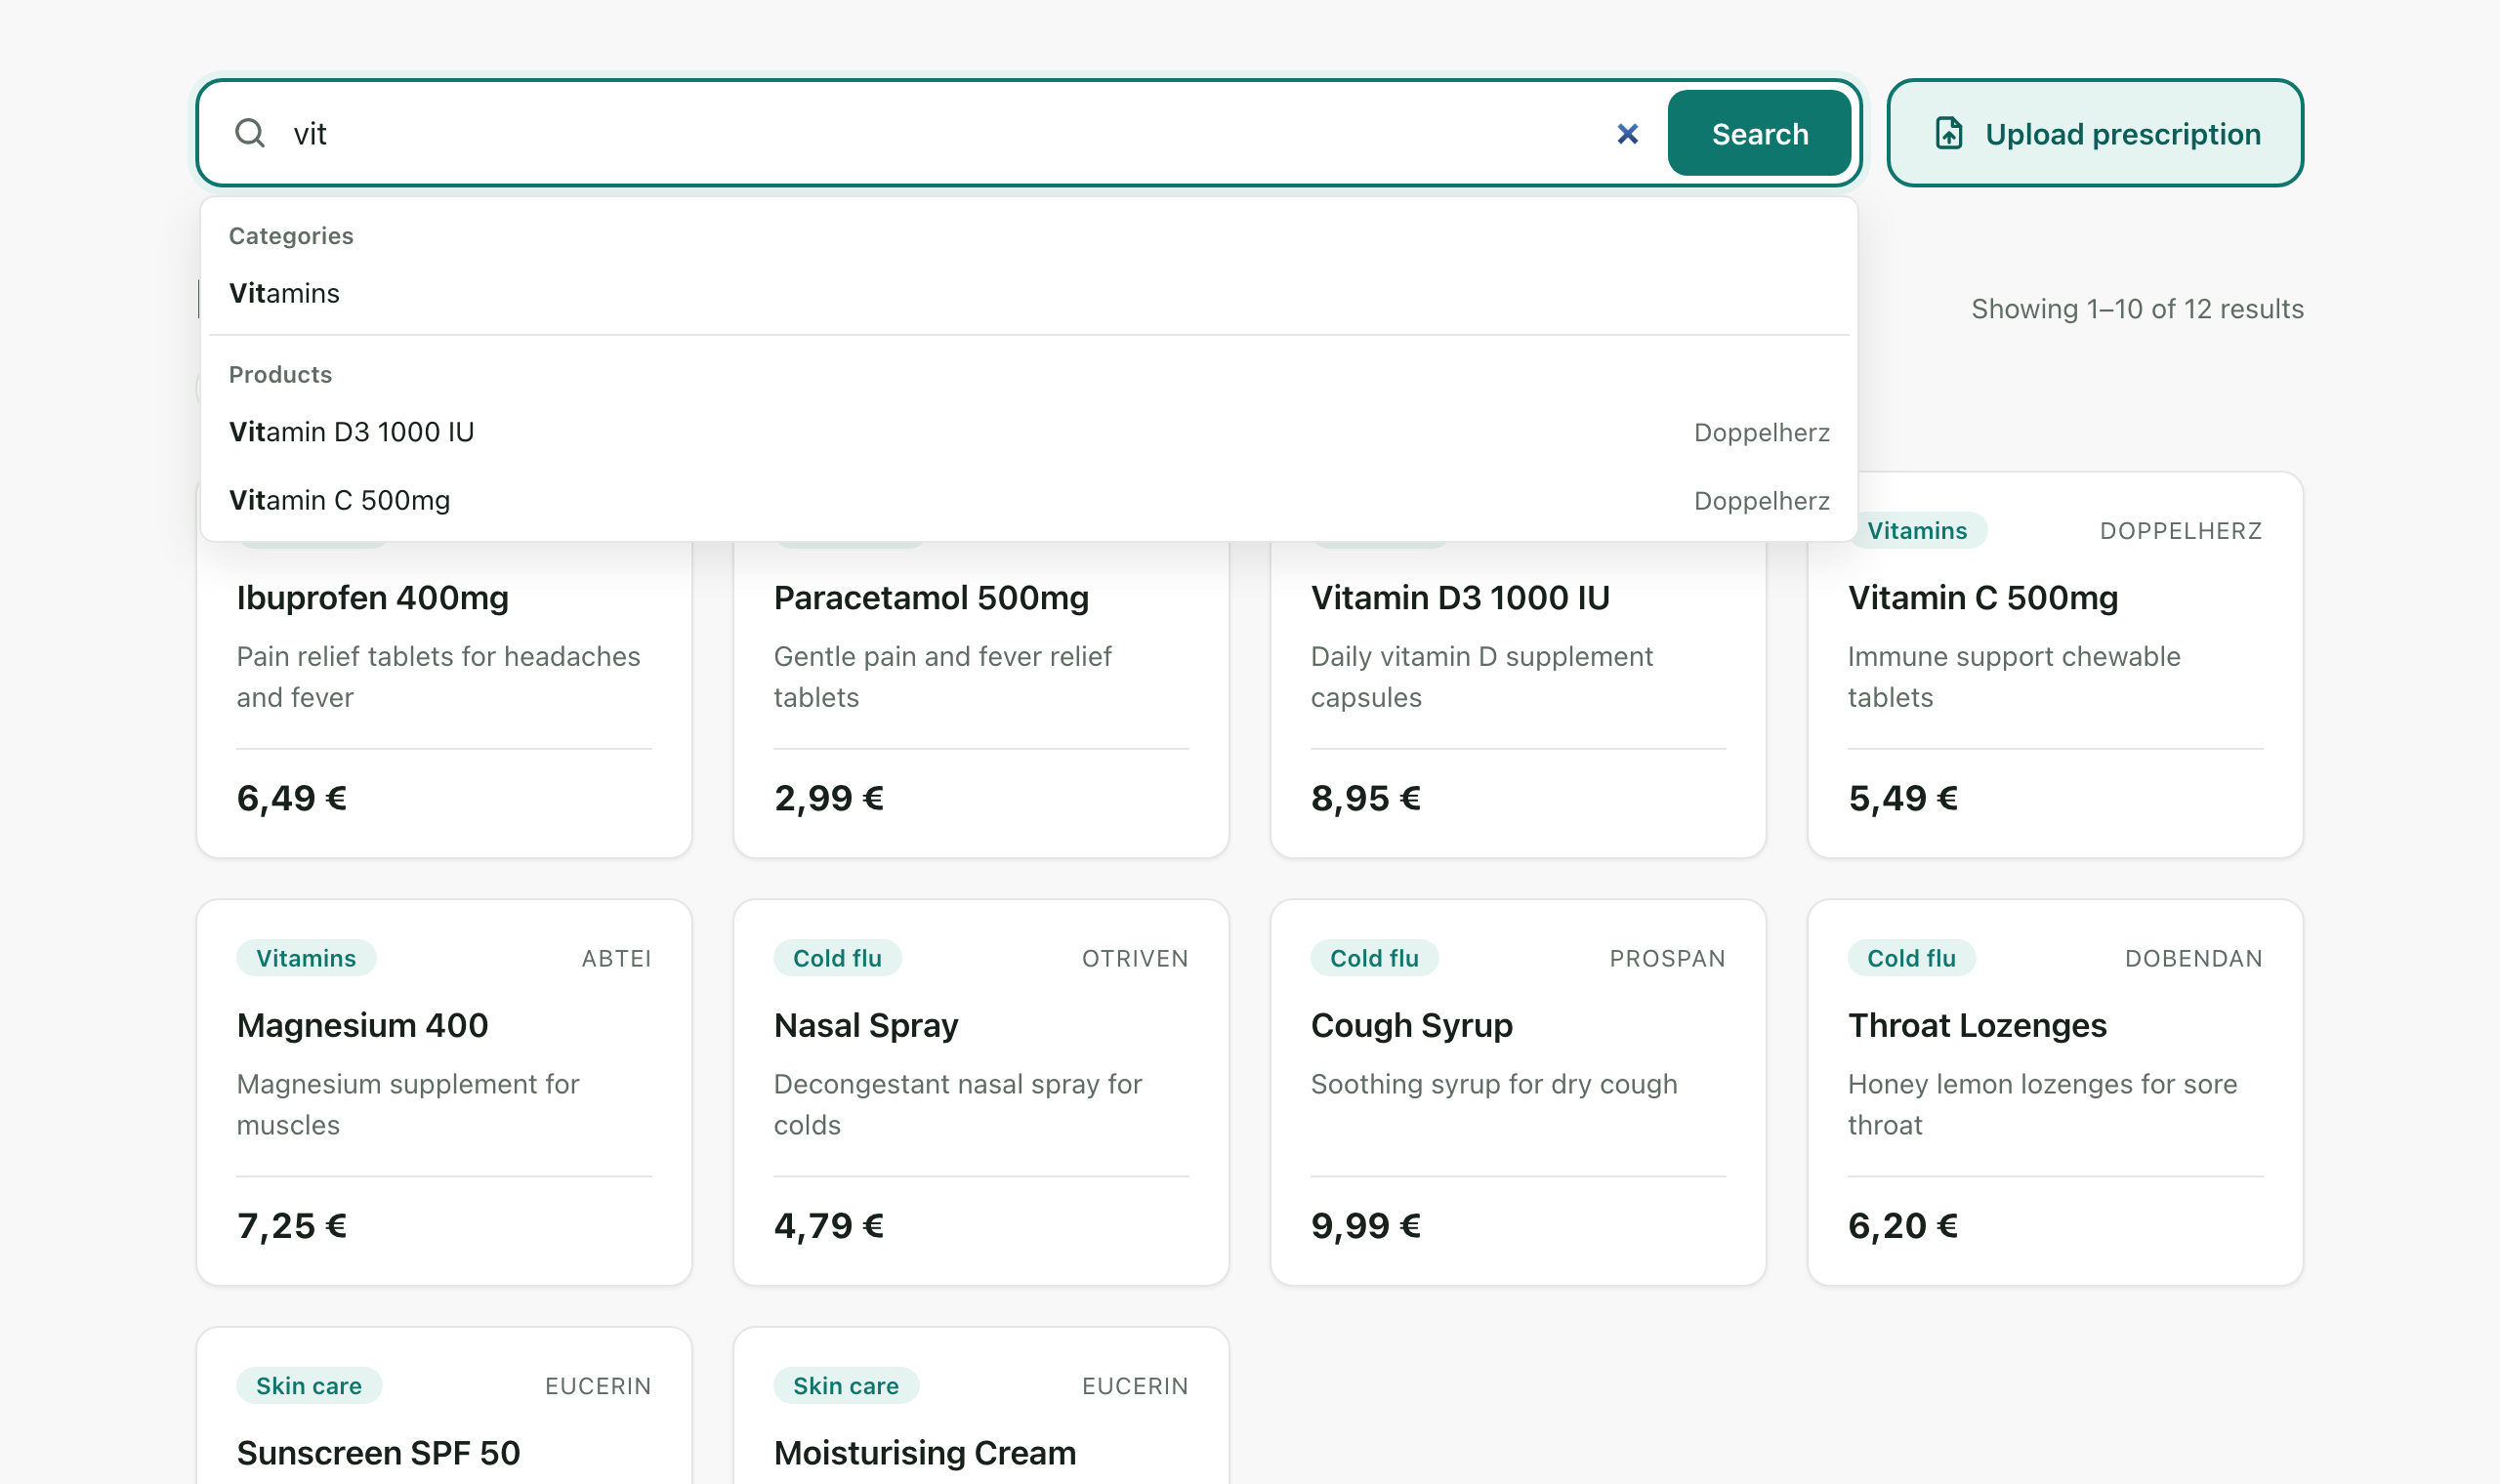 vit
Search
Upload prescription
Categories
Vitamins
Showing 1–10 of 12 results
Products
Vitamin D3 1000 IU Doppelherz
Vitamin C 500mg Doppelherz
Vitamins DOPPELHERZ
Ibuprofen 400mg
Pain relief tablets for headaches
and fever
6,49 €
Paracetamol 500mg
Gentle pain and fever relief
tablets
2,99 €
Vitamin D3 1000 IU
Daily vitamin D supplement
capsules
8,95 €
Vitamin C 500mg
Immune support chewable
tablets
5,49 €
Vitamins ABTEI
Magnesium 400
Magnesium supplement for
muscles
7,25 €
Cold flu OTRIVEN
Nasal Spray
Decongestant nasal spray for
colds
4,79 €
Cold flu PROSPAN
Cough Syrup
Soothing syrup for dry cough
9,99 €
Cold flu DOBENDAN
Throat Lozenges
Honey lemon lozenges for sore
throat
6,20 €
Skin care EUCERIN
Sunscreen SPF 50
Skin care EUCERIN
Moisturising Cream